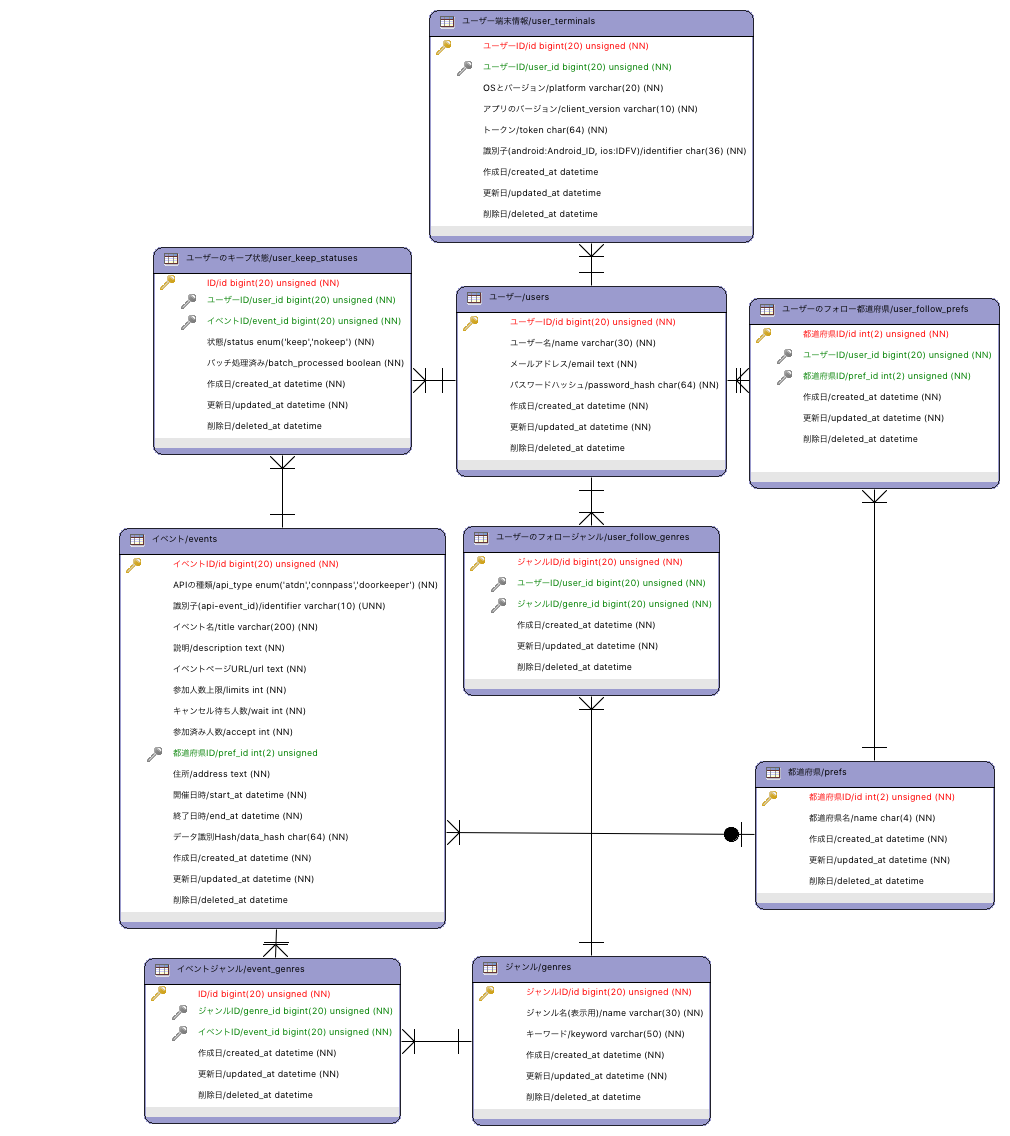 ユーザー端末情報/user_terminals
ユーザーID/id bigint(20) unsigned (NN)
ユーザーID/user_id bigint(20) unsigned (NN)
OSとバージョン/platform varchar(20) (NN)
アプリのバージョン/client_version varchar(10) (NN)
トークン/token char(64) (NN)
識別子(android:Android_ID, ios:IDFV)/identifier char(36) (NN)
作成日/created_at datetime
更新日/updated_at datetime
削除日/deleted_at datetime
ユーザーのキープ状態/user_keep_statuses
ID/id bigint(20) unsigned (NN)
ユーザーID/user_id bigint(20) unsigned (NN)
イベントID/event_id bigint(20) unsigned (NN)
状態/status enum('keep','nokeep') (NN)
バッチ処理済み/batch_processed boolean (NN)
作成日/created_at datetime (NN)
更新日/updated_at datetime (NN)
削除日/deleted_at datetime
ユーザー/users
ユーザーID/id bigint(20) unsigned (NN)
ユーザー名/name varchar(30) (NN)
メールアドレス/email text (NN)
パスワードハッシュ/password_hash char(64) (NN)
作成日/created_at datetime (NN)
更新日/updated_at datetime (NN)
削除日/deleted_at datetime
ユーザーのフォロー都道府県/user_follow_prefs
都道府県ID/id int(2) unsigned (NN)
ユーザーID/user_id bigint(20) unsigned (NN)
都道府県ID/pref_id int(2) unsigned (NN)
作成日/created_at datetime (NN)
更新日/updated_at datetime (NN)
削除日/deleted_at datetime
イベント/events
イベントID/id bigint(20) unsigned (NN)
APIの種類/api_type enum('atdn','connpass','doorkeeper') (NN)
識別子(api-event_id)/identifier varchar(10) (UNN)
イベント名/title varchar(200) (NN)
説明/description text (NN)
イベントページURL/url text (NN)
参加人数上限/limits int (NN)
キャンセル待ち人数/wait int (NN)
参加済み人数/accept int (NN)
都道府県ID/pref_id int(2) unsigned
住所/address text (NN)
開催日時/start_at datetime (NN)
終了日時/end_at datetime (NN)
データ識別Hash/data_hash char(64) (NN)
作成日/created_at datetime (NN)
更新日/updated_at datetime (NN)
削除日/deleted_at datetime
ユーザーのフォロージャンル/user_follow_genres
ジャンルID/id bigint(20) unsigned (NN)
ユーザーID/user_id bigint(20) unsigned (NN)
ジャンルID/genre_id bigint(20) unsigned (NN)
作成日/created_at datetime (NN)
更新日/updated_at datetime (NN)
削除日/deleted_at datetime
都道府県/prefs
都道府県ID/id int(2) unsigned (NN)
都道府県名/name char(4) (NN)
作成日/created_at datetime (NN)
更新日/updated_at datetime (NN)
削除日/deleted_at datetime
イベントジャンル/event_genres
ID/id bigint(20) unsigned (NN)
ジャンルID/genre_id bigint(20) unsigned (NN)
イベントID/event_id bigint(20) unsigned (NN)
作成日/created_at datetime (NN)
更新日/updated_at datetime (NN)
削除日/deleted_at datetime
ジャンル/genres
ジャンルID/id bigint(20) unsigned (NN)
ジャンル名(表示用)/name varchar(30) (NN)
キーワード/keyword varchar(50) (NN)
作成日/created_at datetime (NN)
更新日/updated_at datetime (NN)
削除日/deleted_at datetime